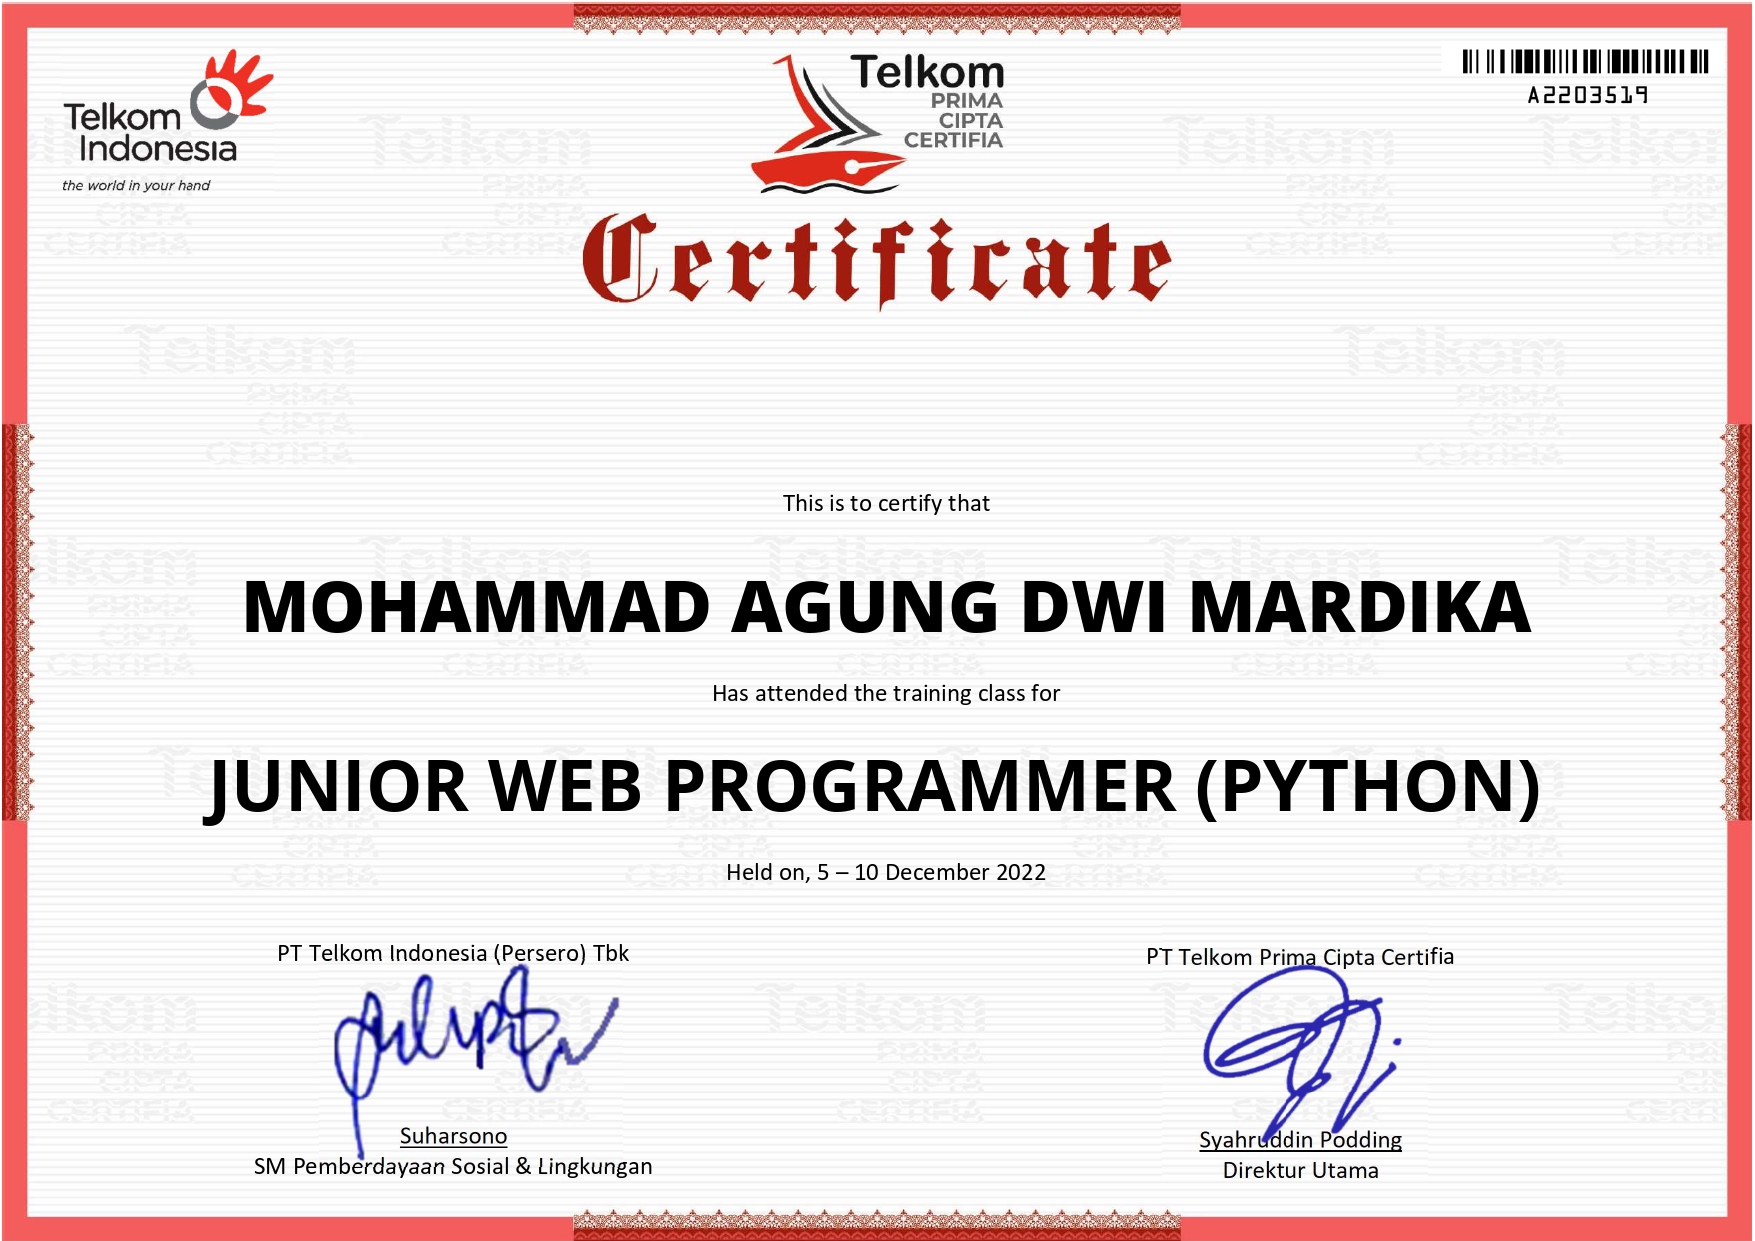 Telkom
Indonesia
the world in your hand
Telkom
PRIMA
CIPTA
CERTIFIA
A2203519
Certificate
This is to certify that
MOHAMMAD AGUNG DWI MARDIKA
Has attended the training class for
JUNIOR WEB PROGRAMMER (PYTHON)
Held on, 5 – 10 December 2022
PT Telkom Indonesia (Persero) Tbk
Suharsono
SM Pemberdayaan Sosial & Lingkungan
PT Telkom Prima Cipta Certifia
Syahruddin Podding
Direktur Utama